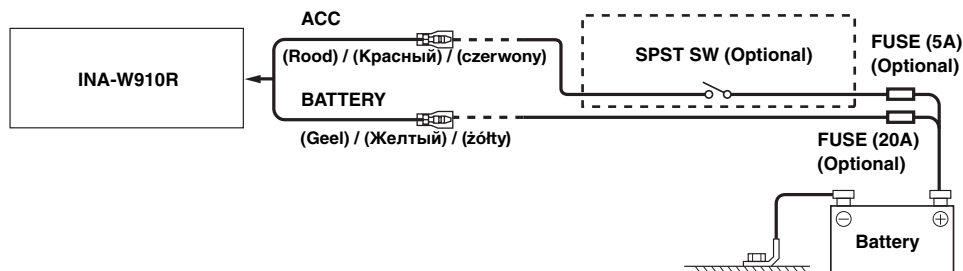 ACC
(Rood) / (Красный) / (czerwony)
SPST SW (Optional)
FUSE (5A)
(Optional)
INA-W910R
BATTERY
(Geel) / (Желтый) / (żółty)
FUSE (20A)
(Optional)
Battery